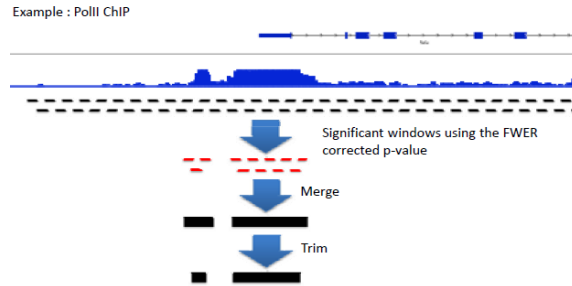 Example : PolII ChIP
Significant windows using the FWER
corrected p-value
Merge
Trim